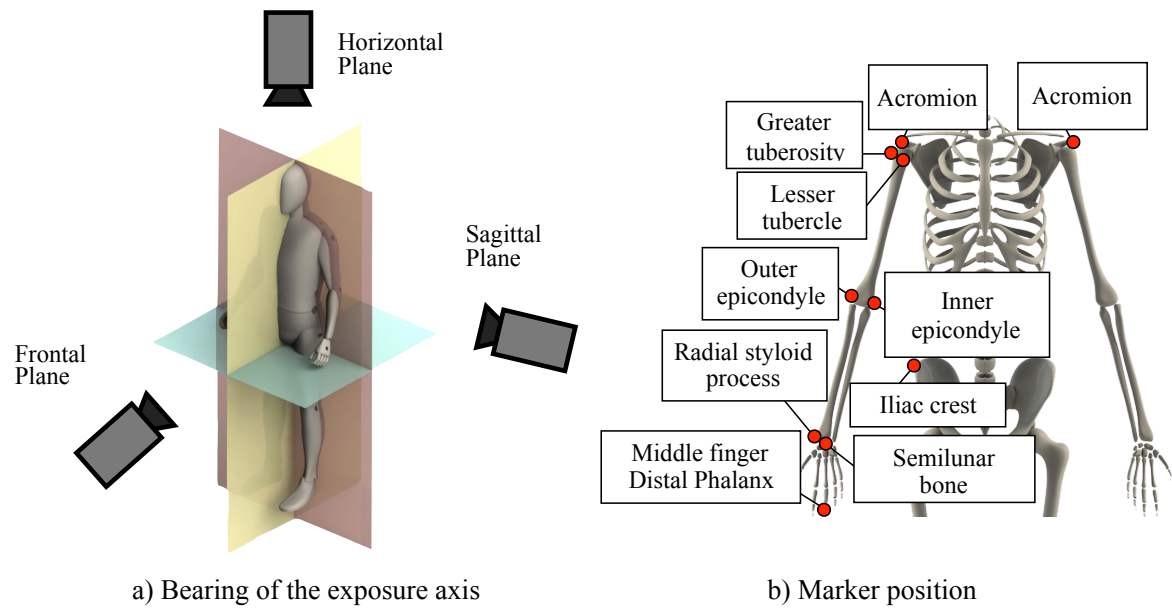 Horizontal
Plane
Sagittal
Plane
Frontal
Plane
a) Bearing of the exposure axis
Acromion
Acromion
Greater
tuberositv
Lesser
tubercle
Outer
epicondyle
Inner
epicondyle
Radial styloid
process
Iliac crest
Middle finger
Distal Phalanx
Semilunar
bone
b) Marker position